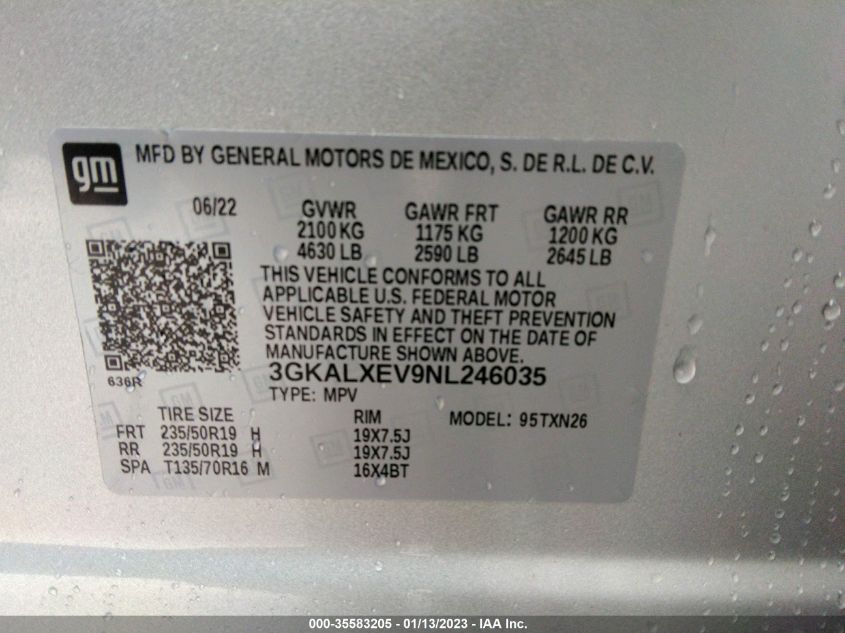 gm
MFD BY GENERAL MOTORS DE MEXICO, S. DE R.L. DE C.V.
06/22 GVWR GAWR FRT GAWR RR
2100 KG 1175 KG 1200 KG
4630 LB 2590 LB 2645 LB
THIS VEHICLE CONFORMS TO ALL
APPLICABLE U.S. FEDERAL MOTOR
VEHICLE SAFETY AND THEFT PREVENTION
STANDARDS IN EFFECT ON THE DATE OF
MANUFACTURE SHOWN ABOVE.
636R
3GKALXEV9NL246035
TYPE: MPV
TIRE SIZE RIM MODEL: 95TXN26
FRT 235/50R19 H 19X7.5J
RR 235/50R19 H 19X7.5J
SPA T135/70R16 M 16X4BT
000-35583205 - 01/13/2023 - IAA Inc.